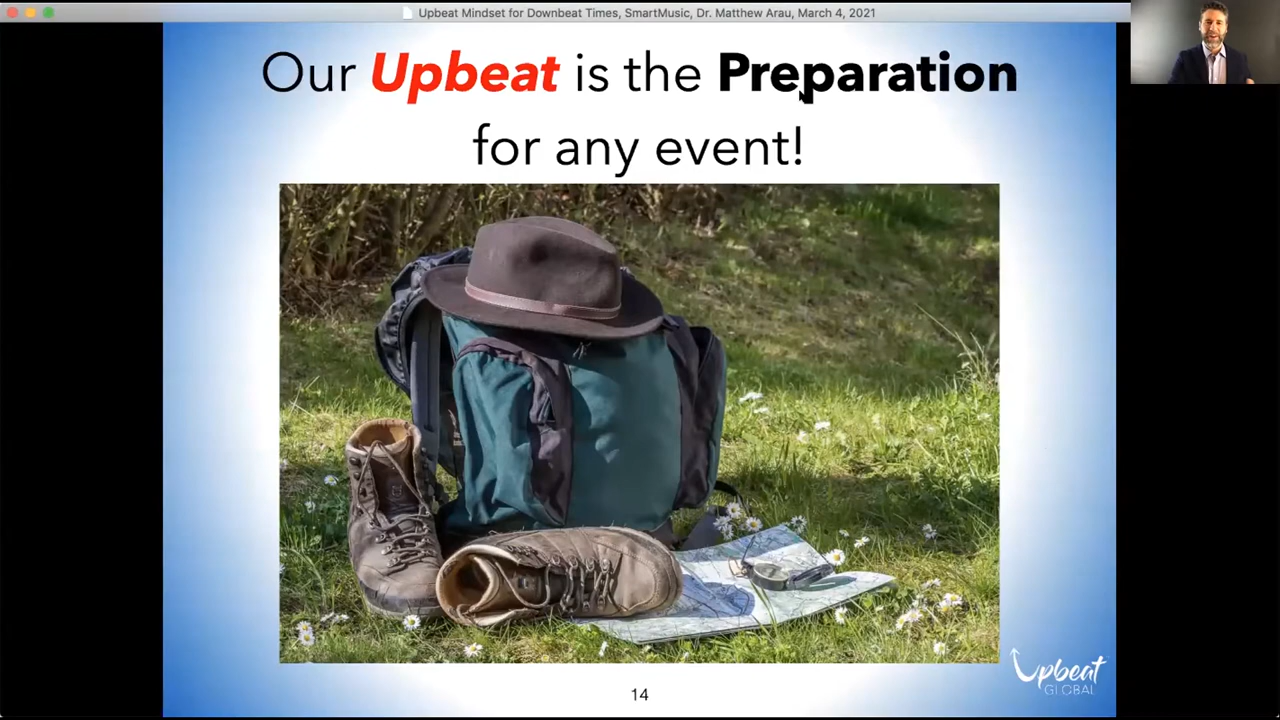 Upbeat Mindset for Downbeat Times, SmartMusic, Dr. Matthew Arau, March 4, 2021
Our Upbeat is the Preparation
for any event!
Upbeat
GLOBAL
14